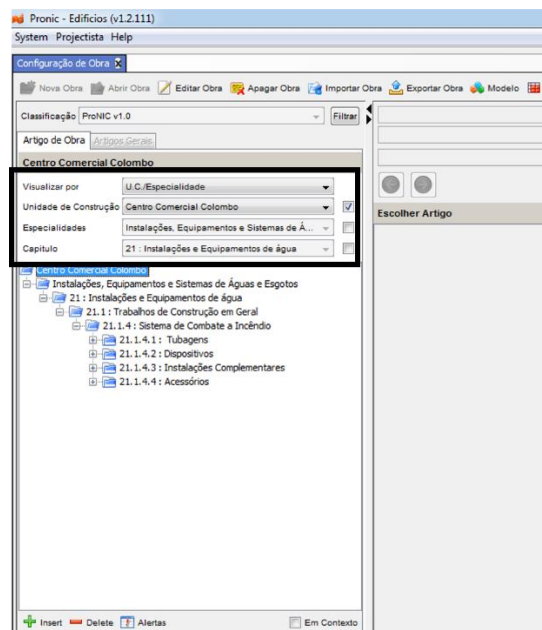 Pronic - Edificios (v1.2.111)
System Projectista Help
Configuração de Obra
Nova Obra Abrir Obra Editar Obra Apagar Obra Importar Obra Exportar Obra Modelo
Classificação ProNIC v1.0 Filtrar
Artigo de Obra Artigos Gerais
Centro Comercial Colombo
Visualizar por U.C./Especialidade
Unidade de Construção Centro Comercial Colombo
Especialidades Instalações, Equipamentos e Sistemas de Á...
Capitulo 21 : Instalações e Equipamentos de água
Escolher Artigo
Centro Comercial Colombo
Instalações, Equipamentos e Sistemas de Águas e Esgotos
21 : Instalações e Equipamentos de água
21.1 : Trabalhos de Construção em Geral
21.1.4 : Sistema de Combate a Incêndio
21.1.4.1 : Tubagens
21.1.4.2 : Dispositivos
21.1.4.3 : Instalações Complementares
21.1.4.4 : Acessórios
Insert Delete Alertas Em Contexto